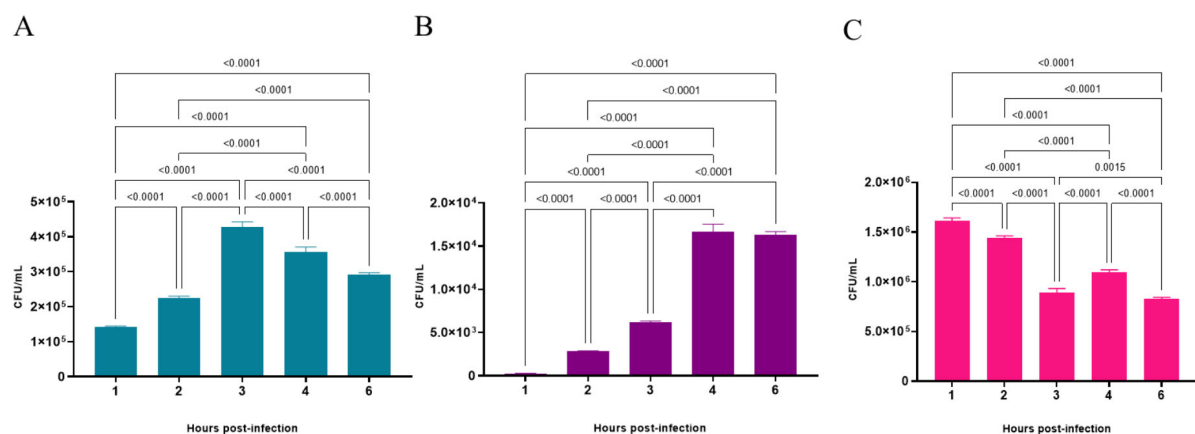 A
<0.0001
<0.0001
<0.0001
<0.0001
<0.0001 <0.0001
<0.0001 <0.0001 <0.0001 <0.0001
5×10⁵
4×10⁵
3×10⁵
2×10⁵
1×10⁵
0
CFU/mL
1 2 3 4 6
Hours post-infection
B
<0.0001
<0.0001
<0.0001
<0.0001
<0.0001 <0.0001
<0.0001 <0.0001 <0.0001
2.0×10⁴
1.5×10⁴
1.0×10⁴
5.0×10³
0
CFU/mL
1 2 3 4 6
Hours post-infection
C
<0.0001
<0.0001
<0.0001
<0.0001
<0.0001 0.0015
<0.0001 <0.0001 <0.0001 <0.0001
2.0×10⁶
1.5×10⁶
1.0×10⁶
5.0×10⁵
0
CFU/mL
1 2 3 4 6
Hours post-infection